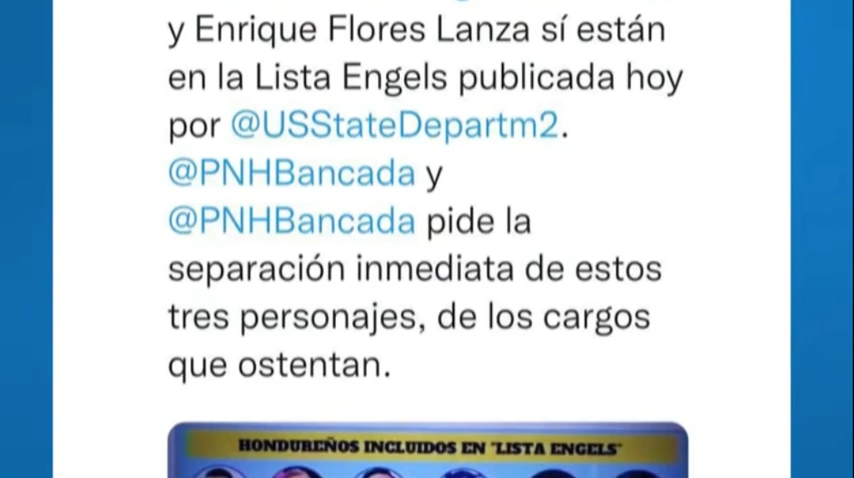 y Enrique Flores Lanza sí están
en la Lista Engels publicada hoy
por @USStateDepartm2.
@PNHBancada y
@PNHBancada pide la
separación inmediata de estos
tres personajes, de los cargos
que ostentan.
HONDUREÑOS INCLUIDOS EN "LISTA ENGELS"